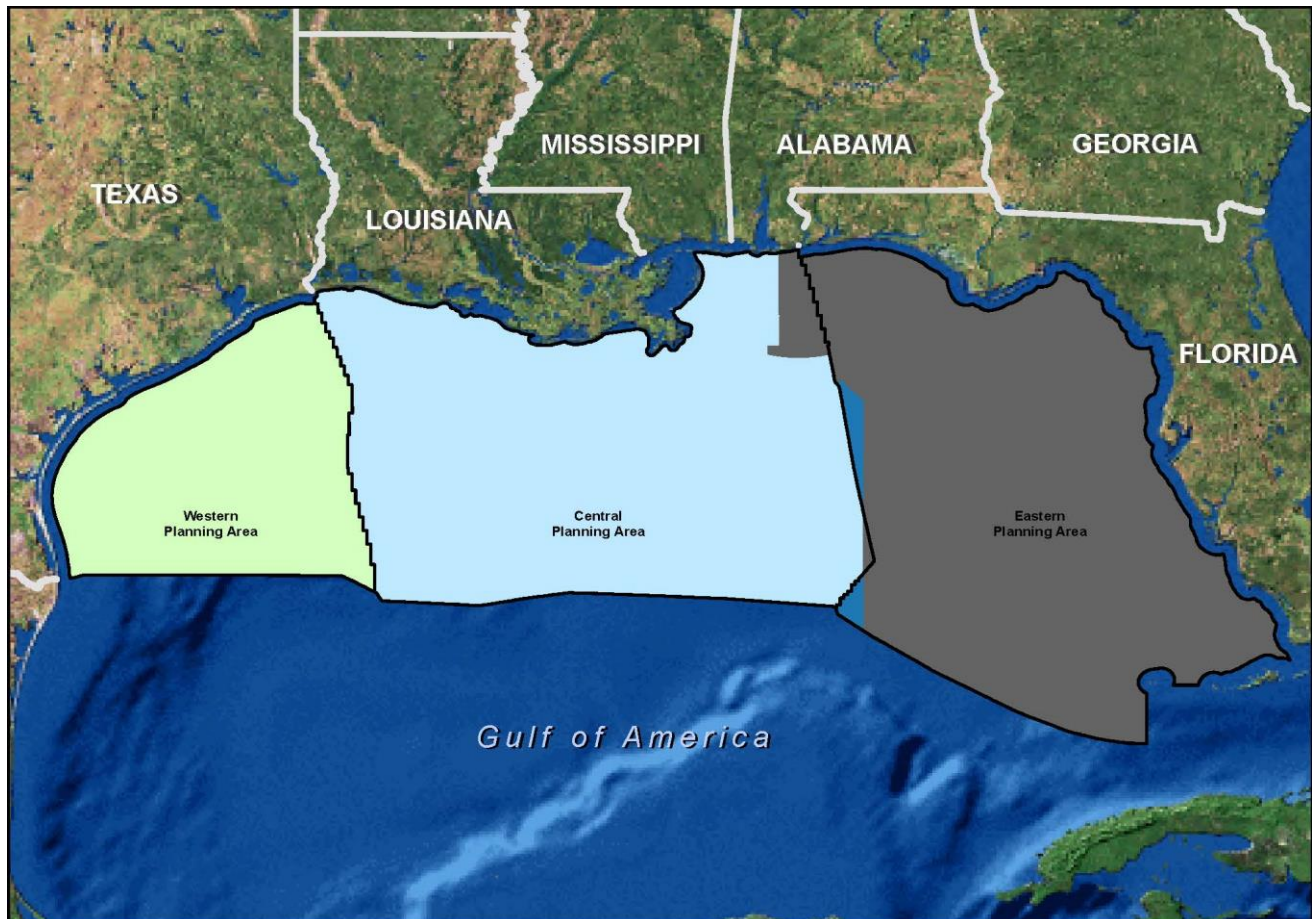 MISSISSIPPI
ALABAMA
GEORGIA
TEXAS
LOUISIANA
FLORIDA
Western
Planning Area
Central
Planning Area
Eastern
Planning Area
Gulf of America